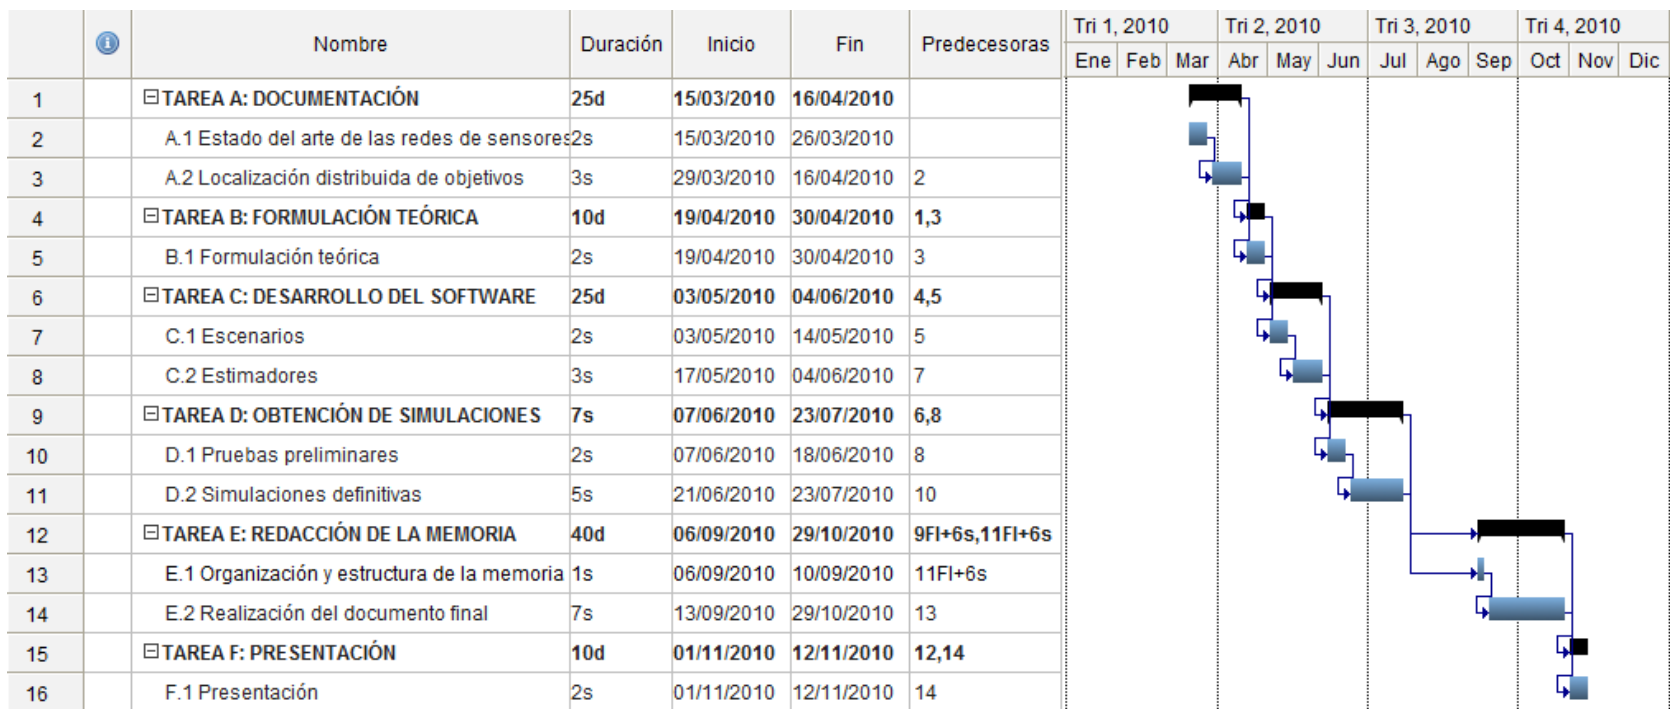 Nombre Duración Inicio Fin Predecesoras Tri 1, 2010 Tri 2, 2010 Tri 3, 2010 Tri 4, 2010
Ene Feb Mar Abr May Jun Jul Ago Sep Oct Nov Dic
1 TAREA A: DOCUMENTACIÓN 25d 15/03/2010 16/04/2010
2 A.1 Estado del arte de las redes de sensores 2s 15/03/2010 26/03/2010
3 A.2 Localización distribuida de objetivos 3s 29/03/2010 16/04/2010 2
4 TAREA B: FORMULACIÓN TEÓRICA 10d 19/04/2010 30/04/2010 1,3
5 B.1 Formulación teórica 2s 19/04/2010 30/04/2010 3
6 TAREA C: DESARROLLO DEL SOFTWARE 25d 03/05/2010 04/06/2010 4,5
7 C.1 Escenarios 2s 03/05/2010 14/05/2010 5
8 C.2 Estimadores 3s 17/05/2010 04/06/2010 7
9 TAREA D: OBTENCIÓN DE SIMULACIONES 7s 07/06/2010 23/07/2010 6,8
10 D.1 Pruebas preliminares 2s 07/06/2010 18/06/2010 8
11 D.2 Simulaciones definitivas 5s 21/06/2010 23/07/2010 10
12 TAREA E: REDACCIÓN DE LA MEMORIA 40d 06/09/2010 29/10/2010 9FI+6s,11FI+6s
13 E.1 Organización y estructura de la memoria 1s 06/09/2010 10/09/2010 11FI+6s
14 E.2 Realización del documento final 7s 13/09/2010 29/10/2010 13
15 TAREA F: PRESENTACIÓN 10d 01/11/2010 12/11/2010 12,14
16 F.1 Presentación 2s 01/11/2010 12/11/2010 14